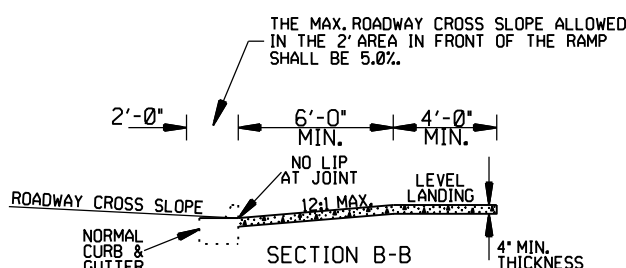 THE MAX. ROADWAY CROSS SLOPE ALLOWED
IN THE 2' AREA IN FRONT OF THE RAMP
SHALL BE 5.0%.
2'-0"
6'-0"
MIN.
4'-0"
MIN.
NO LIP
AT JOINT
LEVEL
LANDING
ROADWAY CROSS SLOPE
12:1 MAX.
NORMAL
CURB &
GUTTER
SECTION B-B
4" MIN.
THICKNESS